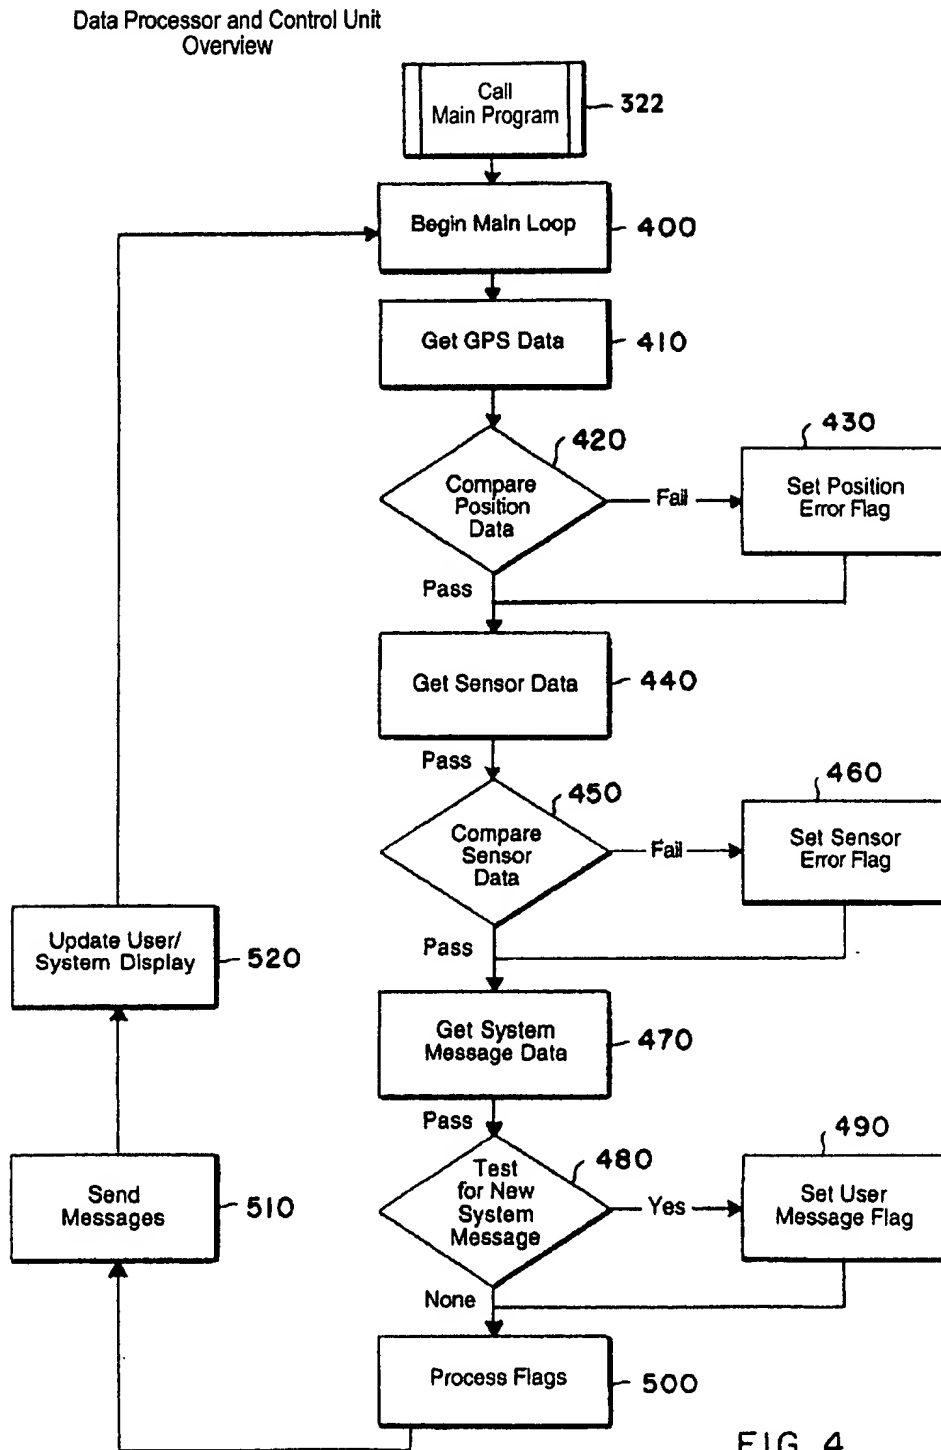 Data Processor and Control Unit
Overview
Call
Main Program
322
Begin Main Loop
400
Get GPS Data
410
420
Compare
Position
Data
Fail
430
Set Position
Error Flag
Pass
Get Sensor Data
440
Pass
450
Compare
Sensor
Data
Fail
460
Set Sensor
Error Flag
Pass
Update User/
System Display
520
Get System
Message Data
470
Pass
480
Test
for New
System
Message
Yes
490
Set User
Message Flag
Send
Messages
510
None
Process Flags
500
FIG. 4